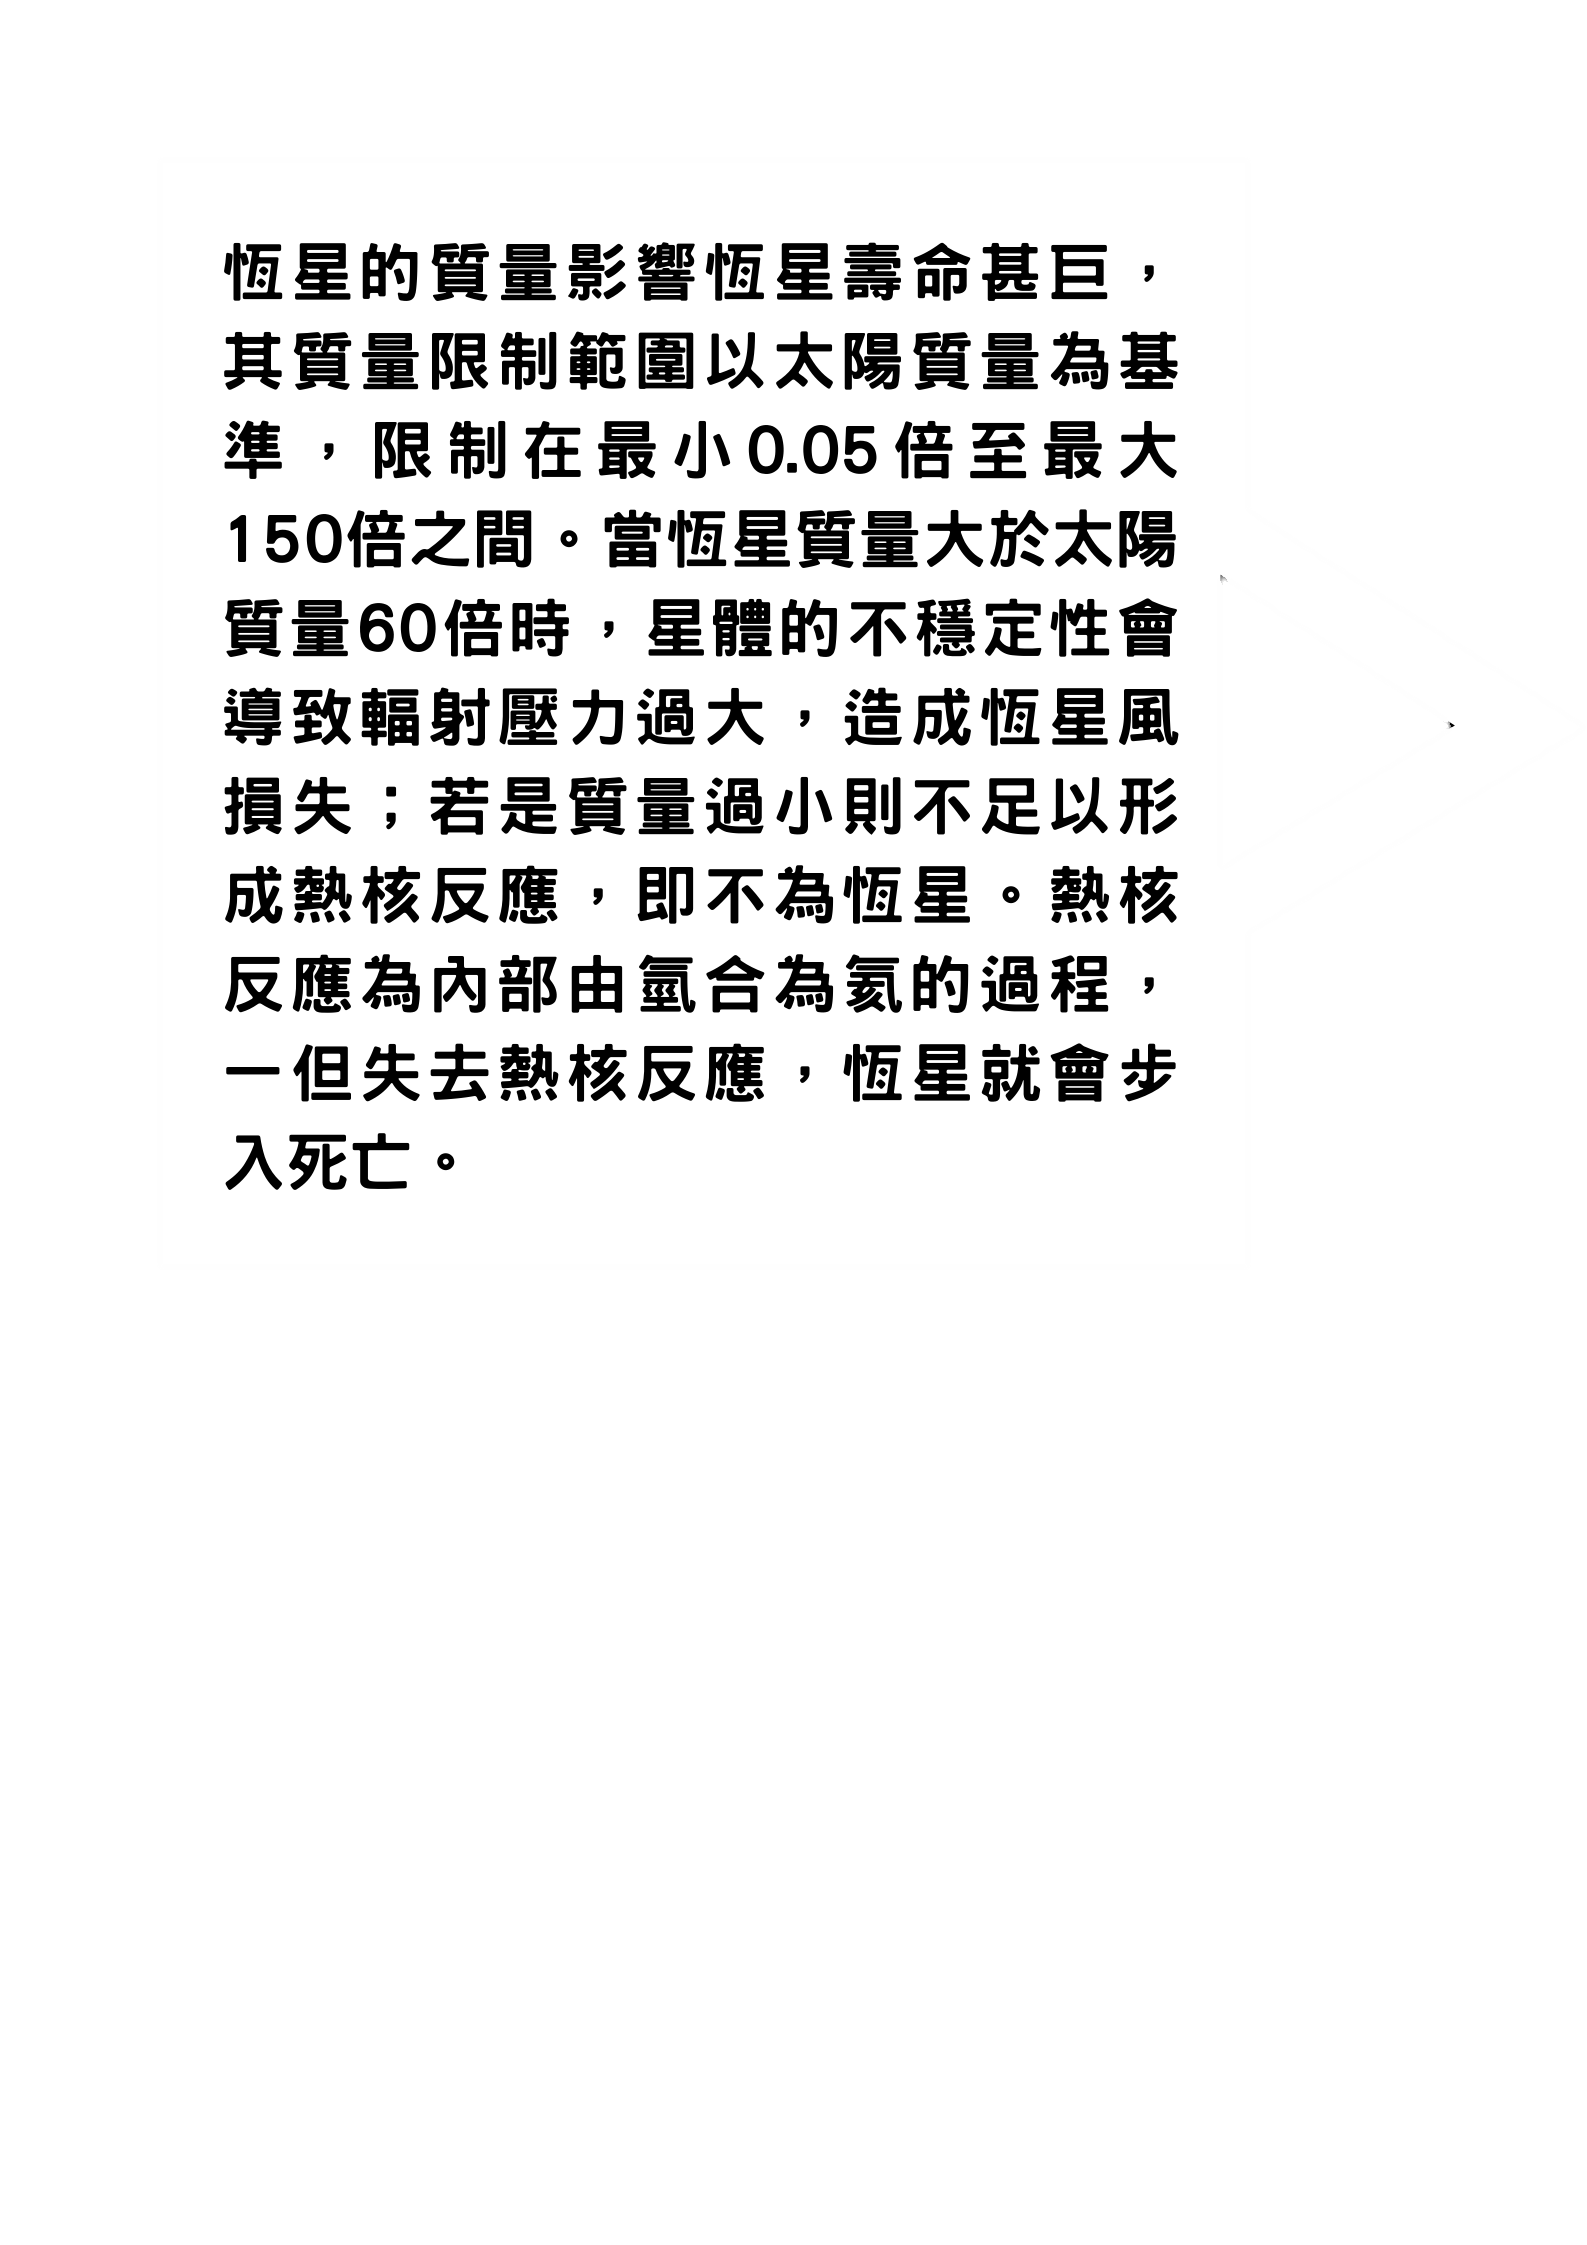 恆星的質量影響恆星壽命甚巨，
其質量限制範圍以太陽質量為基
準，限制在最小0.05倍至最大
150倍之間。當恆星質量大於太陽
質量60倍時，星體的不穩定性會
導致輻射壓力過大，造成恆星風
損失；若是質量過小則不足以形
成熱核反應，即不為恆星。熱核
反應為內部由氫合為氦的過程，
一但失去熱核反應，恆星就會步
入死亡。